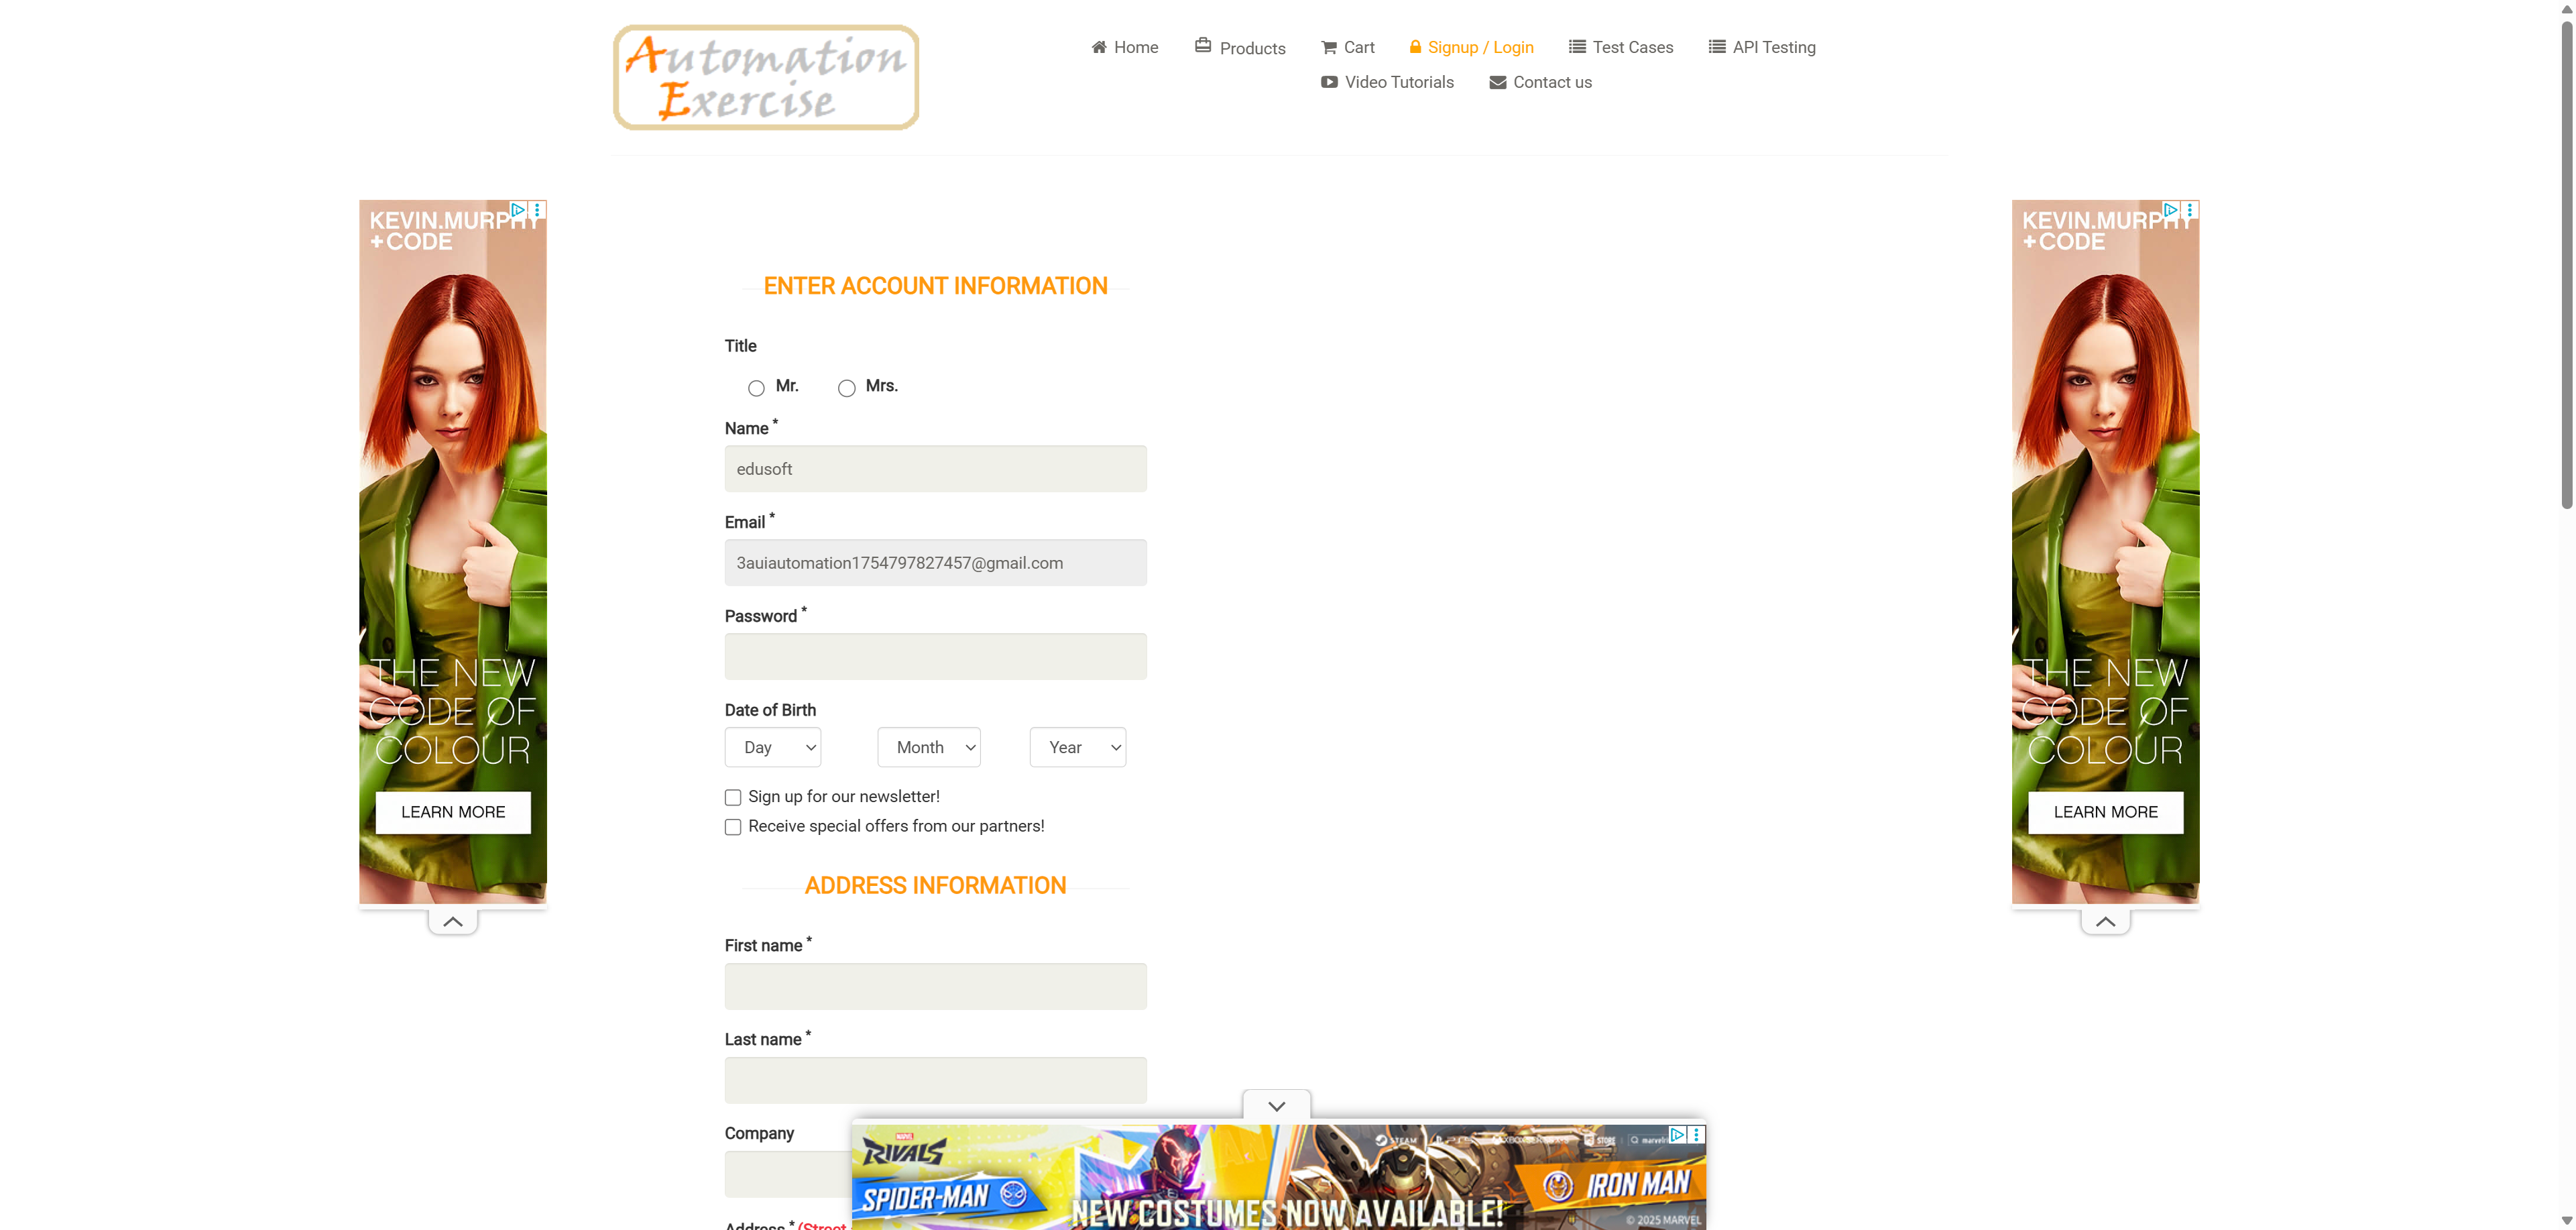 Automation
Exercise
Home
Products
Cart
Signup / Login
Test Cases
API Testing
Video Tutorials
Contact us
KEVIN.MURPHY
+CODE
THE NEW
CODE OF
COLOUR
LEARN MORE
ENTER ACCOUNT INFORMATION
Title
Mr.
Mrs.
Name *
edusoft
Email *
3auiautomation1754797827457@gmail.com
Password *
Date of Birth
Day
Month
Year
Sign up for our newsletter!
Receive special offers from our partners!
ADDRESS INFORMATION
First name *
Last name *
Company
Address * (Street
KEVIN.MURPHY
+CODE
THE NEW
CODE OF
COLOUR
LEARN MORE
MARVEL
RIVALS
SPIDER-MAN
STEAM
STORE
IRON MAN
NEW COSTUMES NOW AVAILABLE!
© 2025 MARVEL